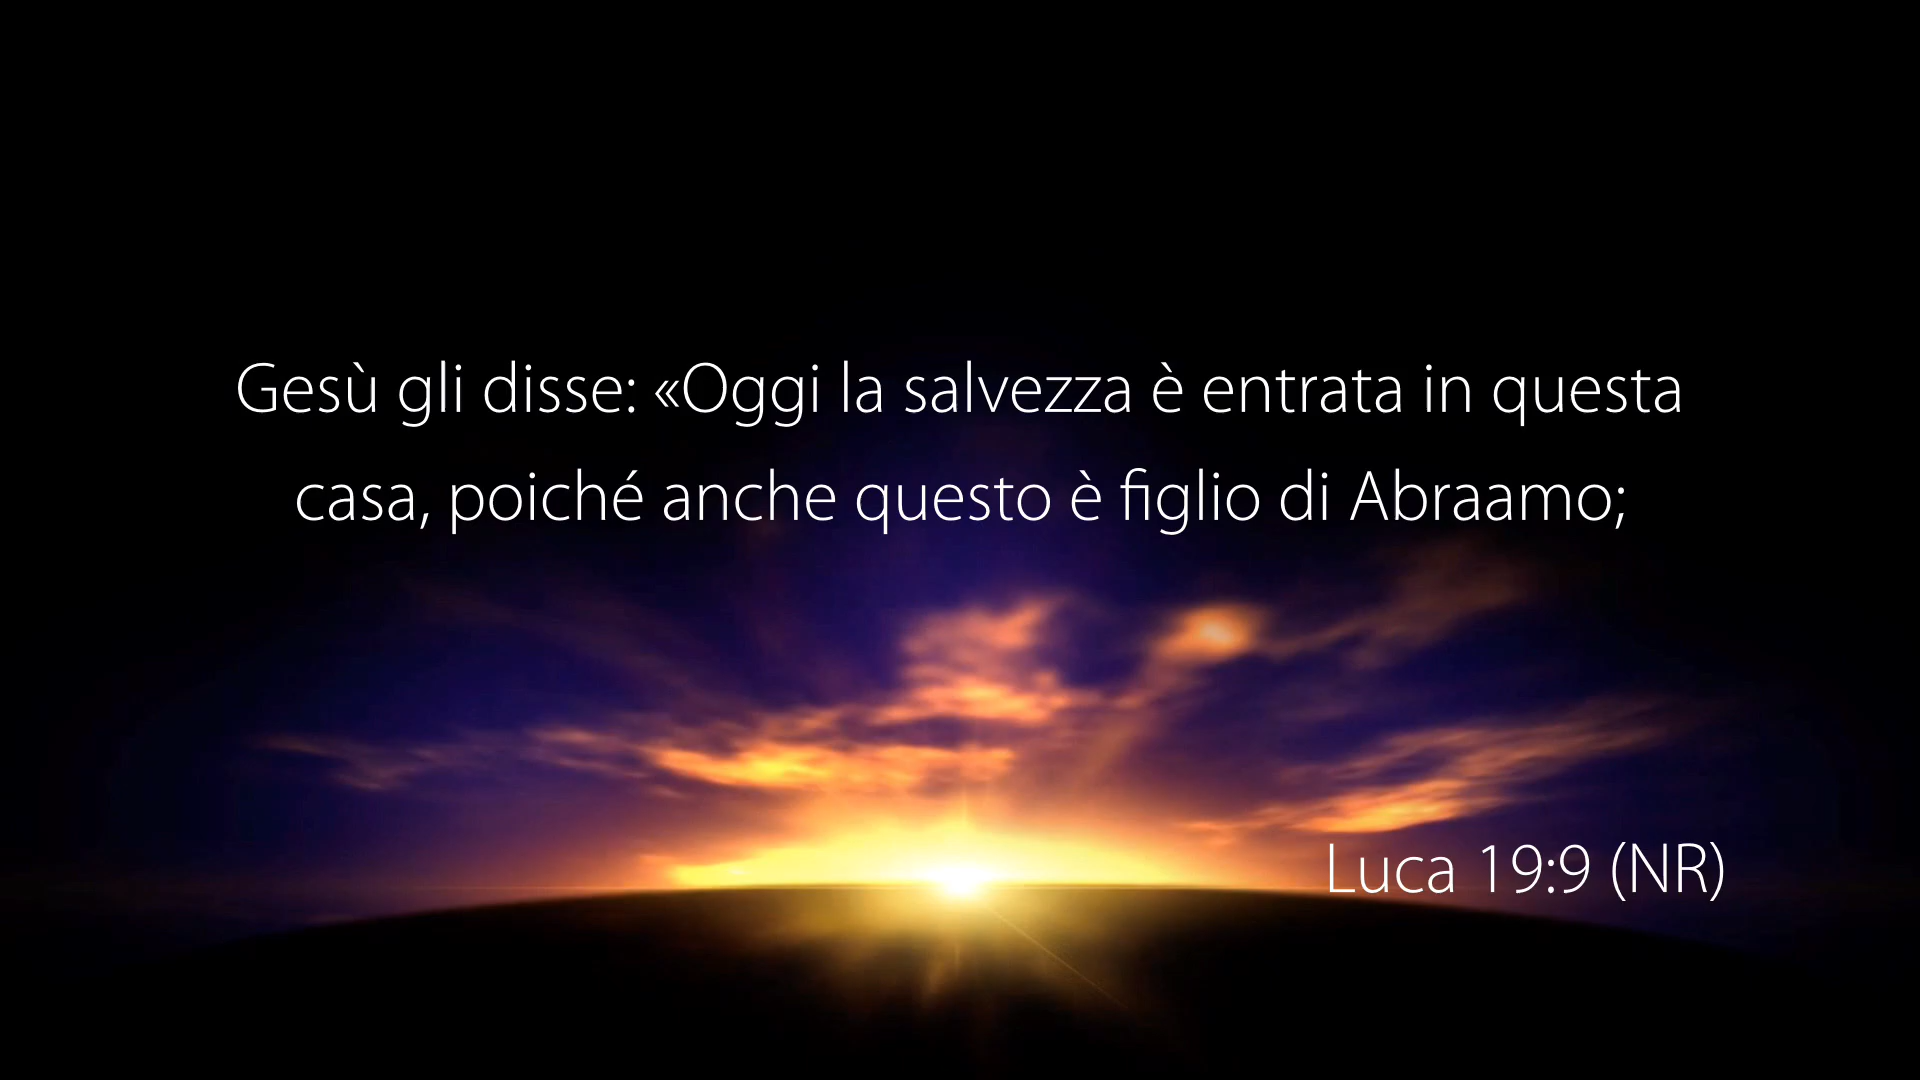 Gesù gli disse: «Oggi la salvezza è entrata in questa
casa, poiché anche questo è figlio di Abraamo;
Luca 19:9 (NR)